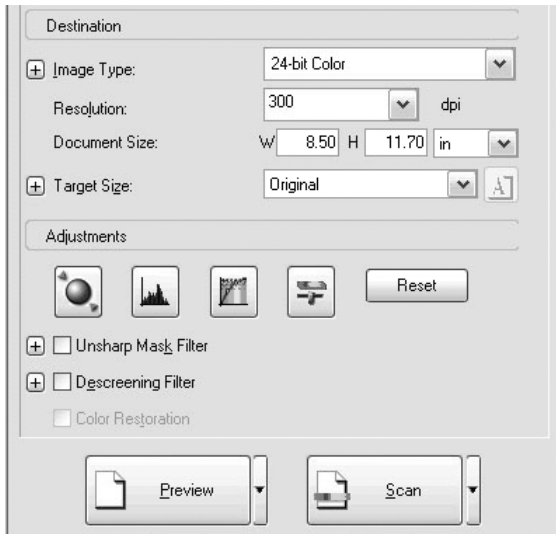 Destination
Image Type: 24-bit Color
Resolution: 300 dpi
Document Size: W 8.50 H 11.70 in
Target Size: Original A
Adjustments
Reset
Unsharp Mask Filter
Descreening Filter
Color Restoration
Preview Scan